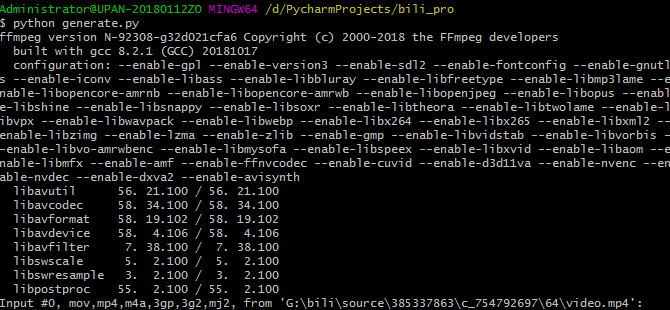 Administrator@UPAN-20180112ZO MINGW64 /d/PycharmProjects/bili_pro
$ python generate.py
ffmpeg version N-92308-g32d021cfa6 Copyright (c) 2000-2018 the FFmpeg developers
built with gcc 8.2.1 (GCC) 20181017
configuration: --enable-gpl --enable-version3 --enable-sdl2 --enable-fontconfig --enable-gnutl
s --enable-iconv --enable-libass --enable-libbluray --enable-libfreetype --enable-libmp3lame --
enable-libopencore-amrnb --enable-libopencore-amrwb --enable-libopenjpeg --enable-libopus --enabl
e-libshine --enable-libsnappy --enable-libsoxr --enable-libtheora --enable-libtwolame --enable-l
ibvpx --enable-libwavpack --enable-libwebp --enable-libx264 --enable-libx265 --enable-libxml2 --
enable-libzimg --enable-lzma --enable-zlib --enable-gmp --enable-libvidstab --enable-libvorbis -
-enable-libvo-amrwbenc --enable-libmysofa --enable-libspeex --enable-libxvid --enable-libaom --e
nable-libmfx --enable-amf --enable-ffnvcodec --enable-cuvid --enable-d3d11va --enable-nvenc --en
able-nvdec --enable-dxva2 --enable-avisynth
libavutil 56. 21.100 / 56. 21.100
libavcodec 58. 34.100 / 58. 34.100
libavformat 58. 19.102 / 58. 19.102
libavdevice 58. 4.106 / 58. 4.106
libavfilter 7. 38.100 / 7. 38.100
libswscale 5. 2.100 / 5. 2.100
libswresample 3. 2.100 / 3. 2.100
libpostproc 55. 2.100 / 55. 2.100
Input #0, mov,mp4,m4a,3gp,3g2,mj2, from 'G:\bili\source\385337863\c_754792697\64\video.mp4':